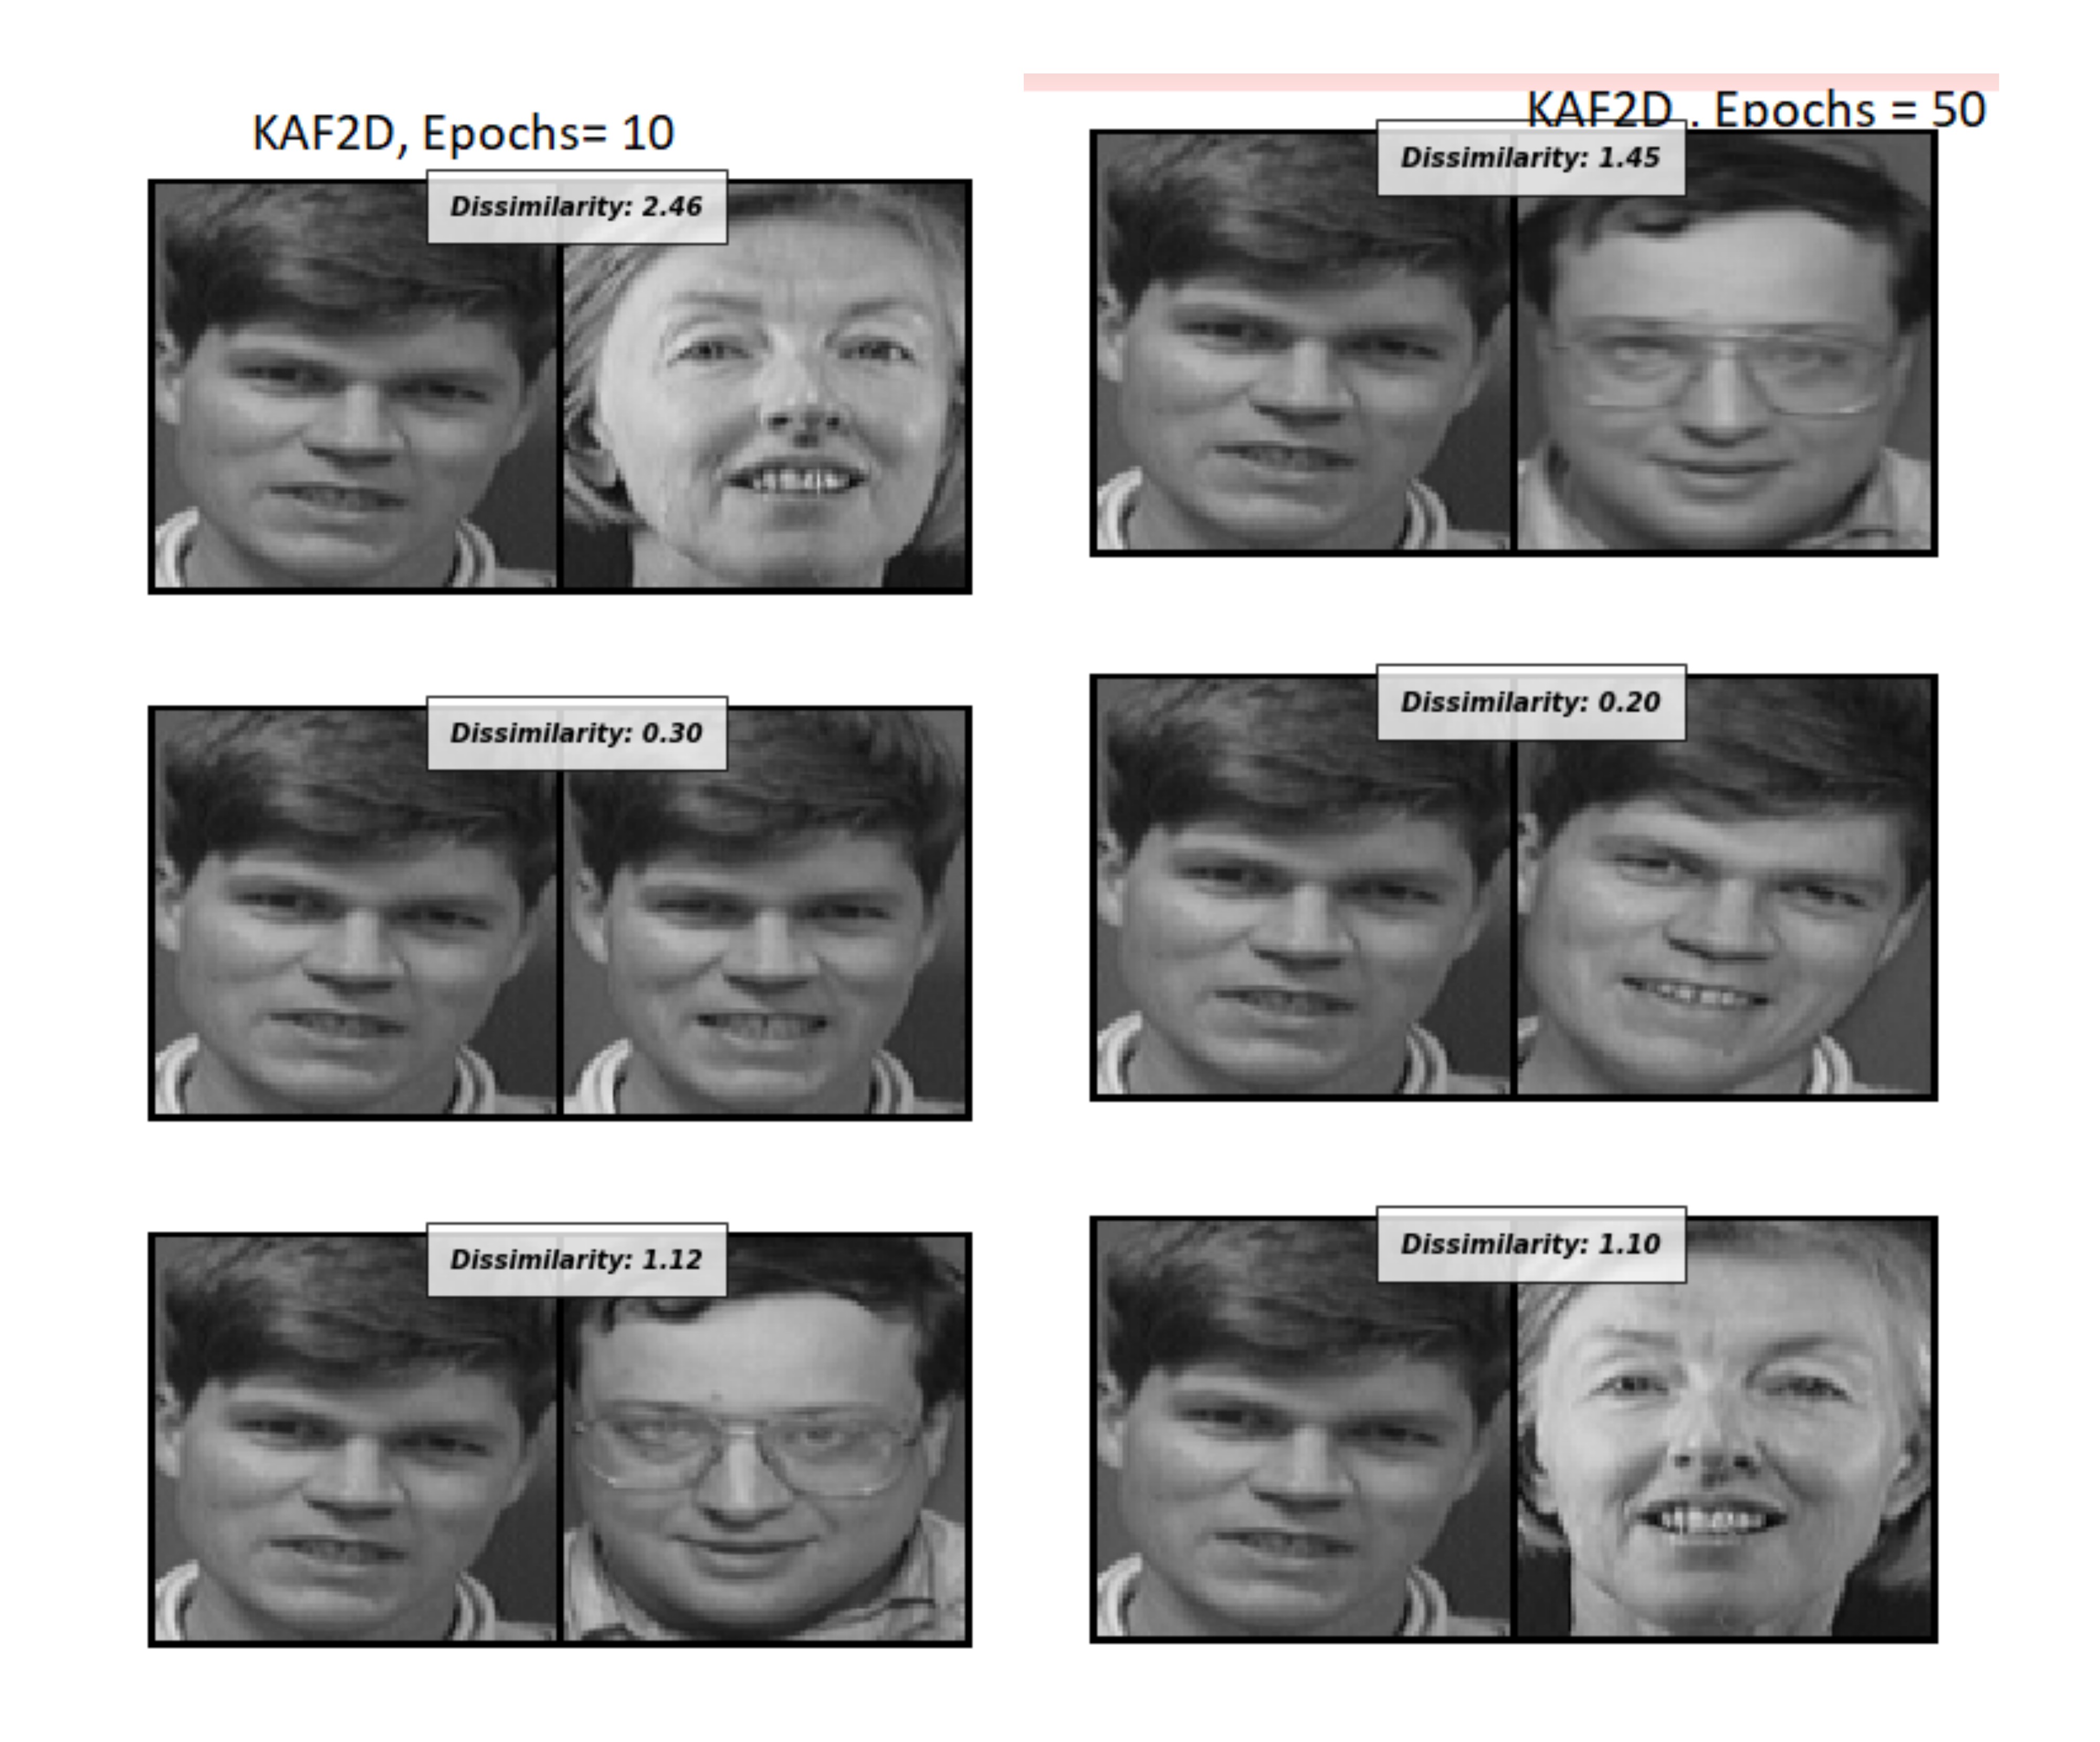 KAF2D, Epochs= 10
Dissimilarity: 2.46
Dissimilarity: 0.30
Dissimilarity: 1.12
KAF2D , Epochs = 50
Dissimilarity: 1.45
Dissimilarity: 0.20
Dissimilarity: 1.10